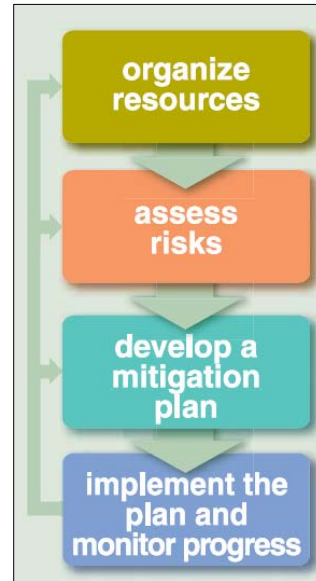 organize
resources
assess
risks
develop a
mitigation
plan
implement the
plan and
monitor progress